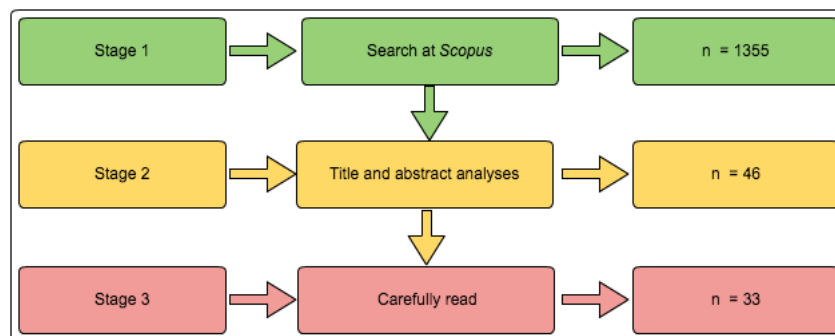 Stage 1
Search at Scopus
n = 1355
Stage 2
Title and abstract analyses
n = 46
Stage 3
Carefully read
n = 33